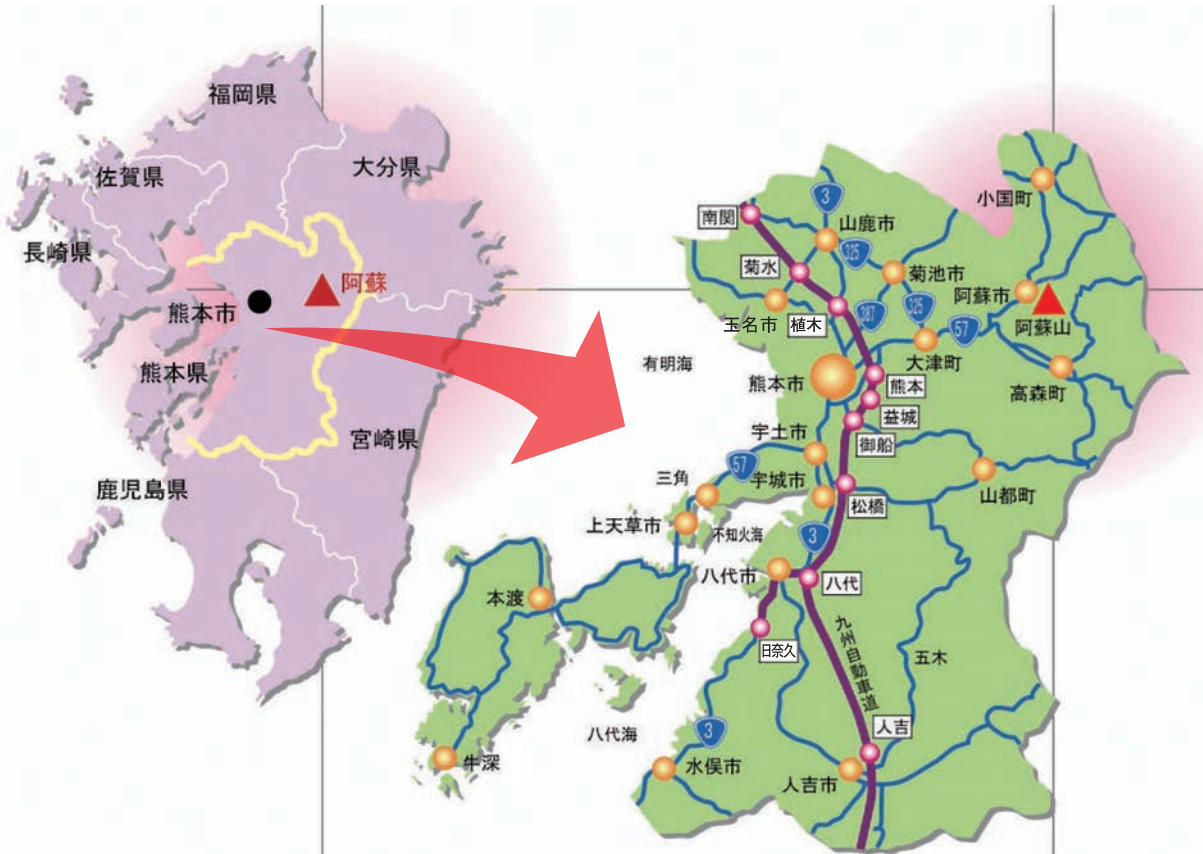 福岡県
大分県
佐賀県
長崎県
阿蘇
熊本市
熊本県
宮崎県
鹿児島県
小国町
3
南関
山鹿市
325
菊水
菊池市
阿蘇市
玉名市
植木
387
325
57
阿蘇山
大津町
有明海
熊本市
熊本
高森町
益城
宇土市
御船
57
三角
宇城市
松橋
山都町
上天草市
不知火海
3
八代市
八代
本渡
日奈久
九州自動車道
五木
人吉
八代海
3
牛深
水俣市
人吉市